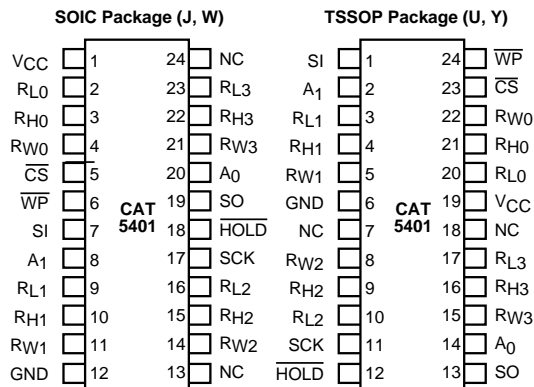 SOIC Package (J, W)
VCC 1 24 NC
RL0 2 23 RL3
RH0 3 22 RH3
RW0 4 21 RW3
CS 5 20 A0
WP 6 19 SO
SI 7 18 HOLD
A1 8 17 SCK
RL1 9 16 RL2
RH1 10 15 RH2
RW1 11 14 RW2
GND 12 13 NC
CAT
5401
TSSOP Package (U, Y)
SI 1 24 WP
A1 2 23 CS
RL1 3 22 RW0
RH1 4 21 RH0
RW1 5 20 RL0
GND 6 19 VCC
NC 7 18 NC
RW2 8 17 RL3
RH2 9 16 RH3
RL2 10 15 RW3
SCK 11 14 A0
HOLD 12 13 SO
CAT
5401